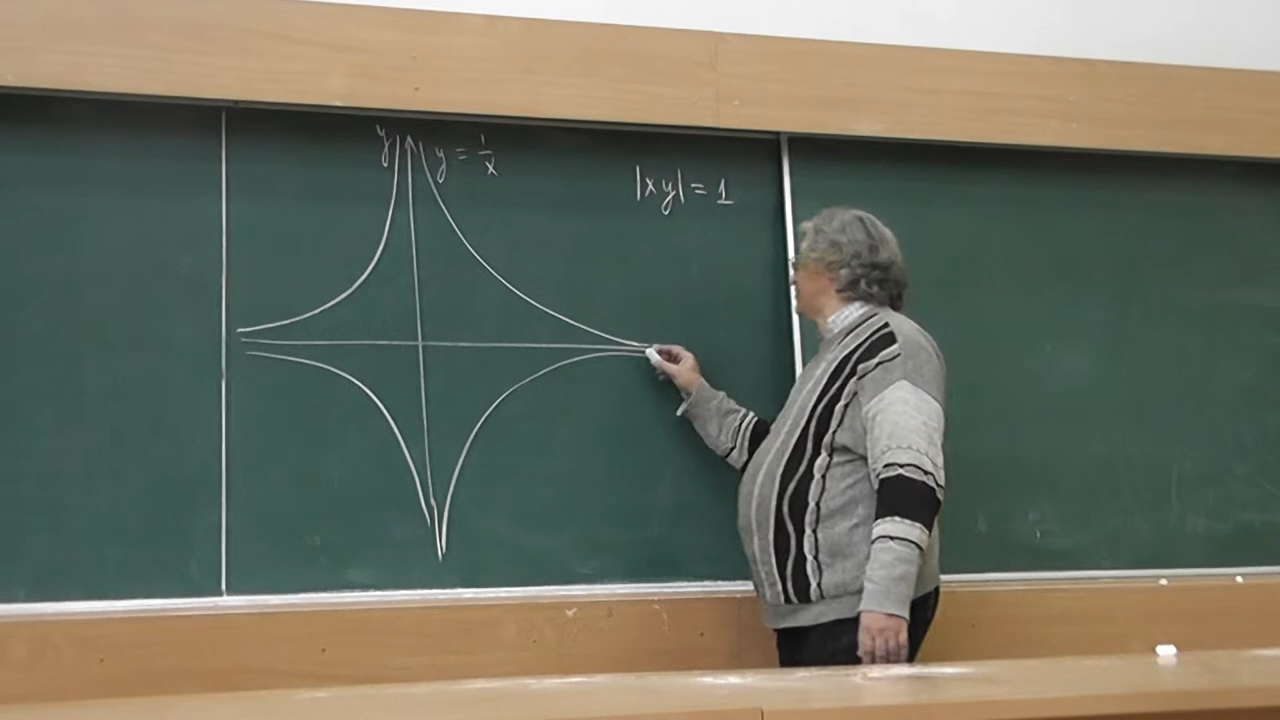 y
y = 1/x
|xy| = 1